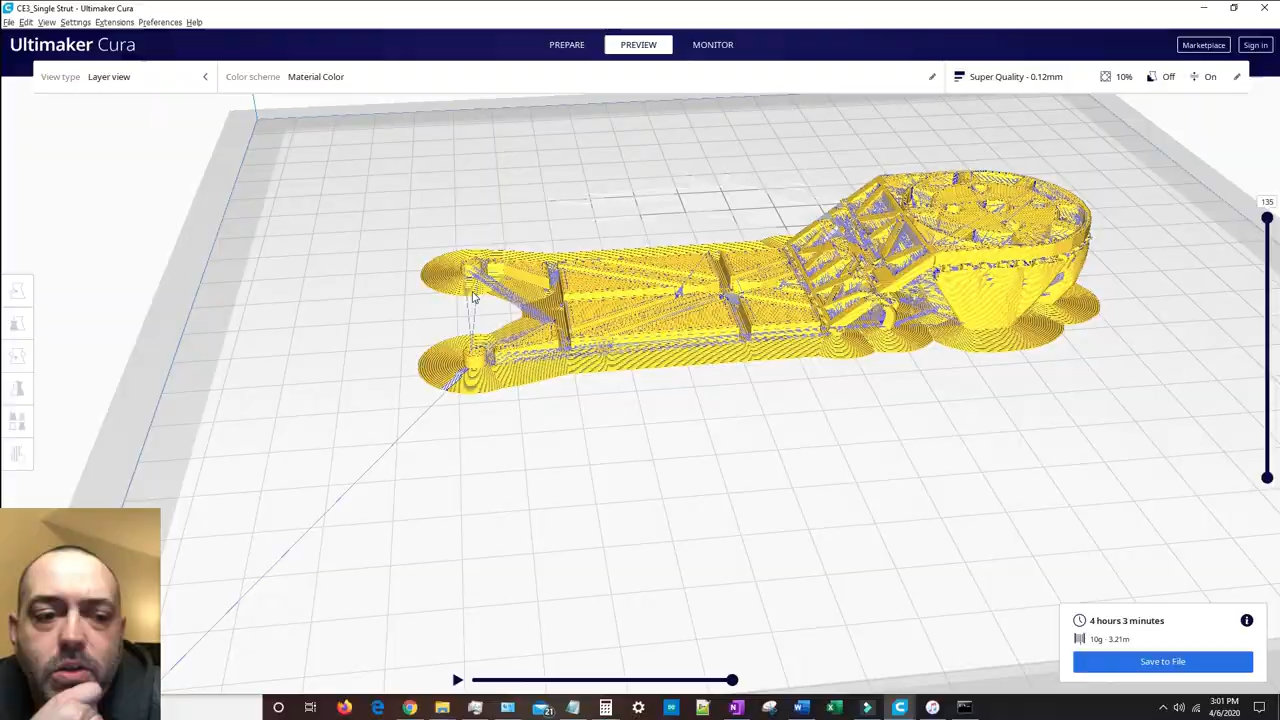 CE3_Single Strut - Ultimaker Cura
File Edit View Settings Extensions Preferences Help
Ultimaker Cura
PREPARE
PREVIEW
MONITOR
Marketplace
Sign in
View type Layer view
Color scheme Material Color
Super Quality - 0.12mm
10%
Off
On
135
4 hours 3 minutes
10g · 3.21m
Save to File
21
3:01 PM
4/6/2020